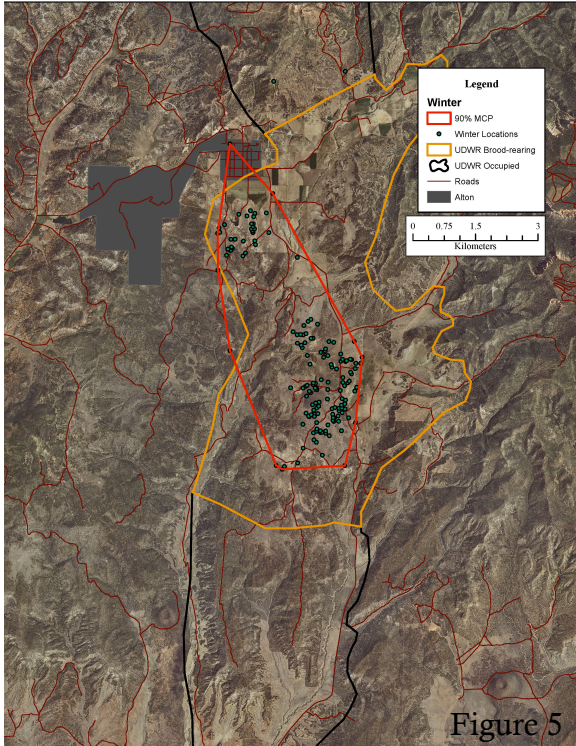 Legend
Winter
90% MCP
Winter Locations
UDWR Brood-rearing
UDWR Occupied
Roads
Alton
0 0.75 1.5 3
Kilometers
Figure 5